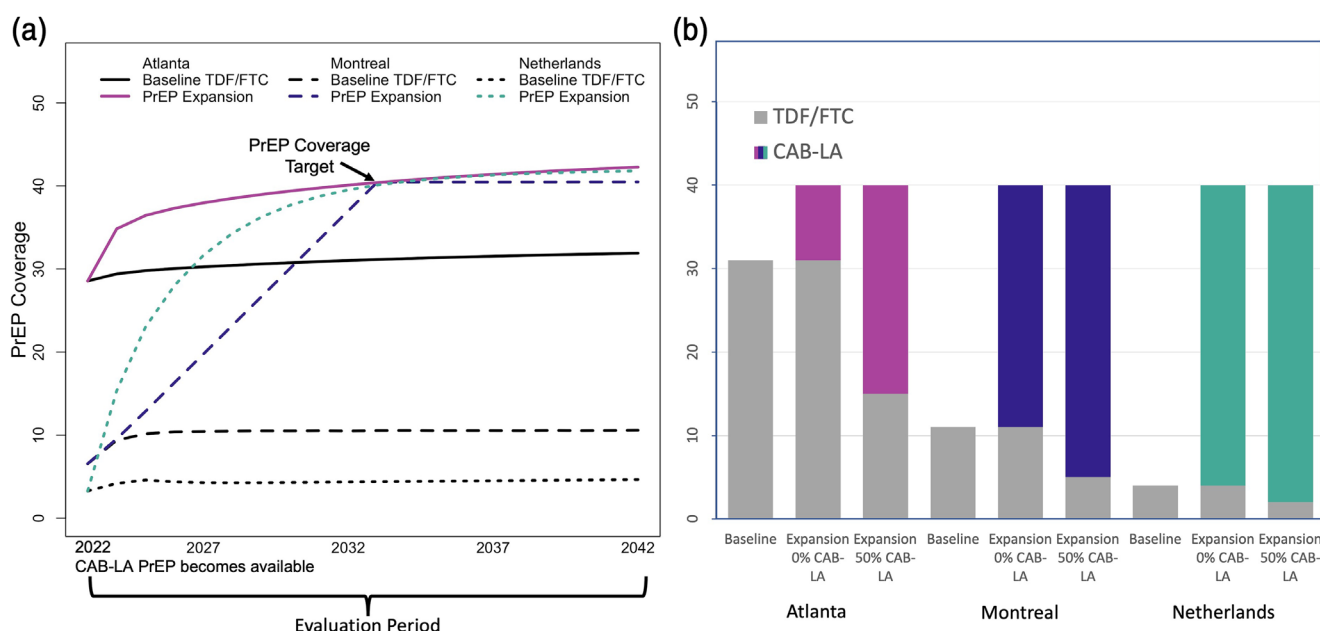 (a)
Atlanta Montreal Netherlands
Baseline TDF/FTC Baseline TDF/FTC Baseline TDF/FTC
PrEP Expansion PrEP Expansion PrEP Expansion
PrEP Coverage
Target
PrEP Coverage
50
40
30
20
10
0
2022 2027 2032 2037 2042
CAB-LA PrEP becomes available
Evaluation Period
(b)
TDF/FTC
CAB-LA
50
40
30
20
10
0
Baseline Expansion Expansion Baseline Expansion Expansion Baseline Expansion Expansion
0% CAB- 50% CAB- 0% CAB- 50% CAB- 0% CAB- 50% CAB-
LA LA LA LA LA LA
Atlanta Montreal Netherlands